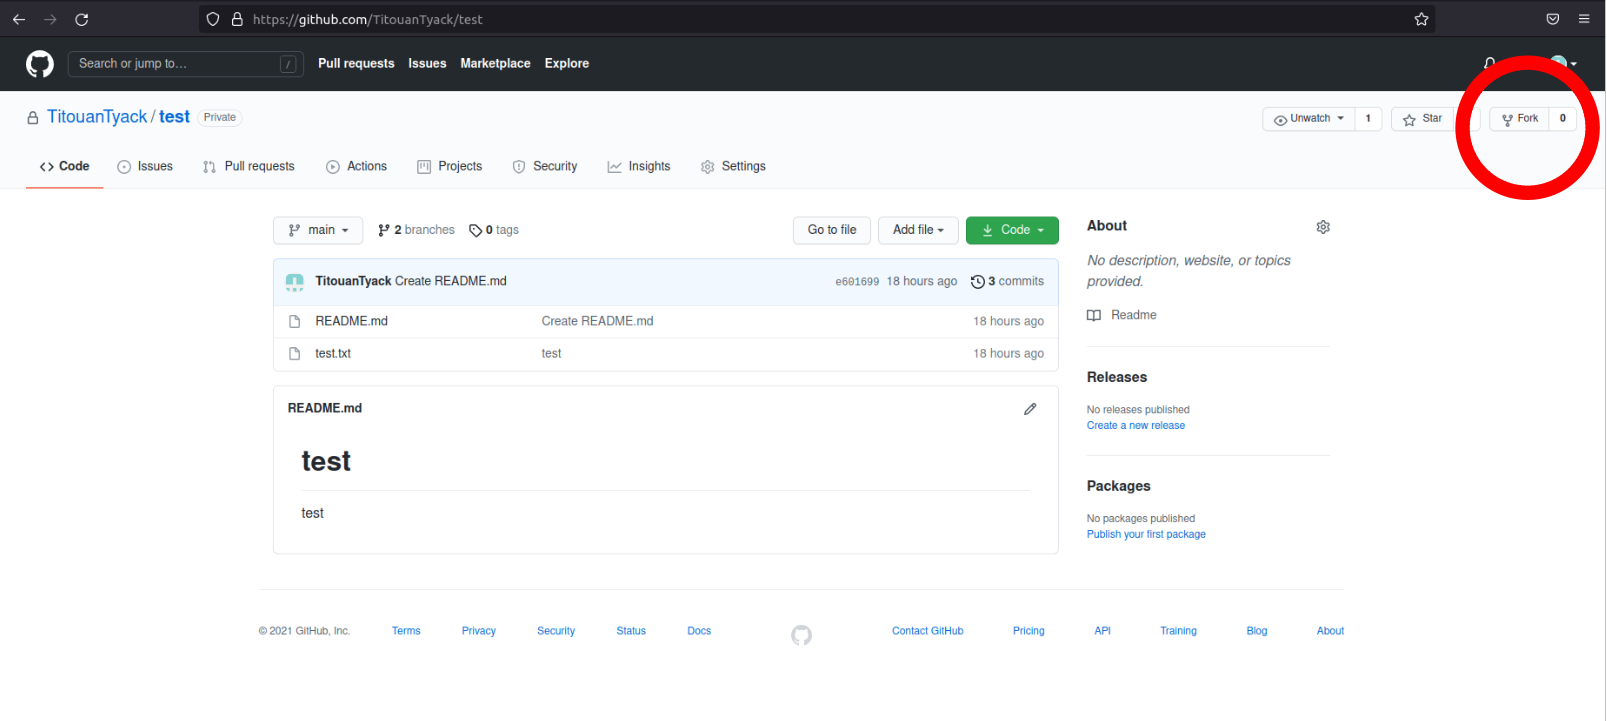 https://github.com/TitouanTyack/test
Search or jump to… / Pull requests Issues Marketplace Explore
TitouanTyack / test Private Unwatch 1 Star Fork 0
Code Issues Pull requests Actions Projects Security Insights Settings
main 2 branches 0 tags Go to file Add file Code
TitouanTyack Create README.md e601699 18 hours ago 3 commits
README.md Create README.md 18 hours ago
test.txt test 18 hours ago
README.md
test
test
About
No description, website, or topics
provided.
Readme
Releases
No releases published
Create a new release
Packages
No packages published
Publish your first package
© 2021 GitHub, Inc. Terms Privacy Security Status Docs Contact GitHub Pricing API Training Blog About